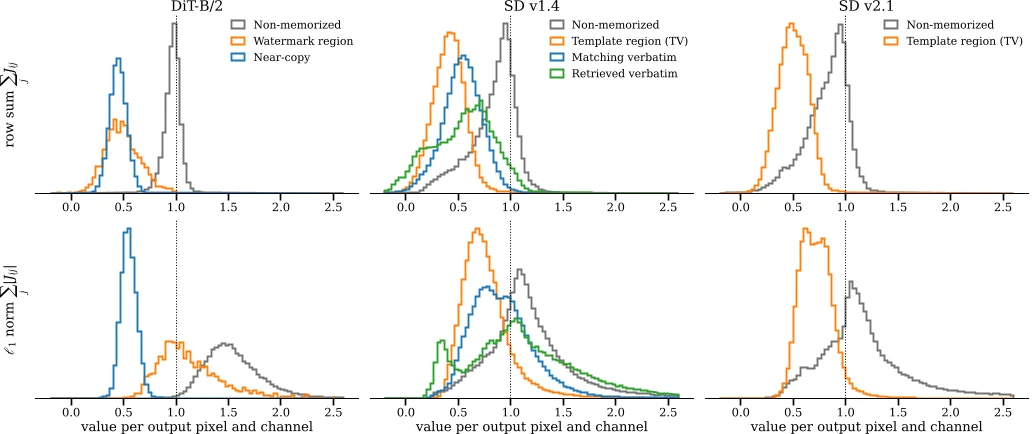 DiT-B/2
SD v1.4
SD v2.1
row sum ∑_j J_ij
Non-memorized
Watermark region
Near-copy
Non-memorized
Template region (TV)
Matching verbatim
Retrieved verbatim
Non-memorized
Template region (TV)
0.0 0.5 1.0 1.5 2.0 2.5
0.0 0.5 1.0 1.5 2.0 2.5
0.0 0.5 1.0 1.5 2.0 2.5
ℓ₁ norm ∑_j |J_ij|
0.0 0.5 1.0 1.5 2.0 2.5
0.0 0.5 1.0 1.5 2.0 2.5
0.0 0.5 1.0 1.5 2.0 2.5
value per output pixel and channel
value per output pixel and channel
value per output pixel and channel